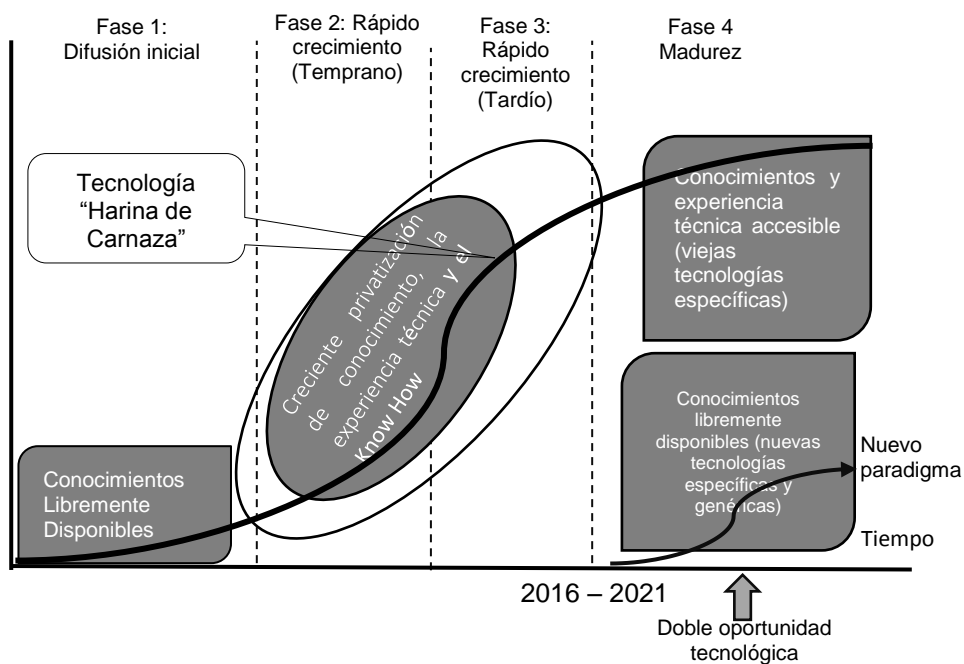 Fase 1:
Difusión inicial
Fase 2: Rápido
crecimiento
(Temprano)
Fase 3:
Rápido
crecimiento
(Tardío)
Fase 4
Madurez
Tecnología
“Harina de
Carnaza”
Creciente privatización
de conocimiento, la
experiencia técnica y el
Know How
Conocimientos y
experiencia
técnica accesible
(viejas
tecnologías
específicas)
Conocimientos
Libremente
Disponibles
Conocimientos
libremente
disponibles (nuevas
tecnologías
específicas y
genéricas)
Nuevo
paradigma
Tiempo
2016 – 2021
Doble oportunidad
tecnológica